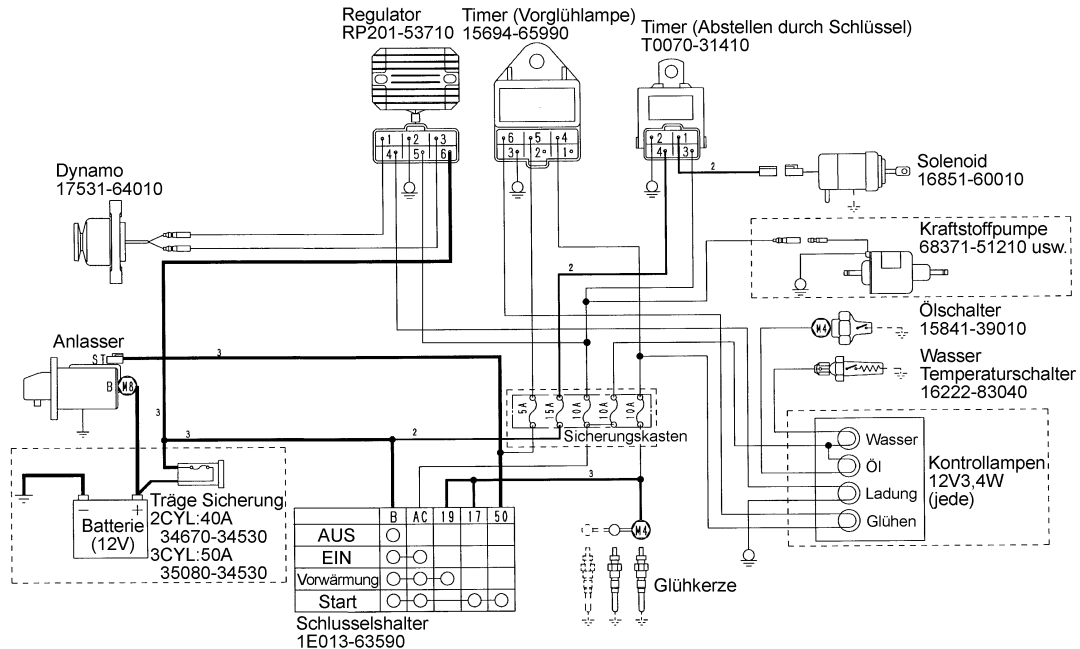 Regulator
RP201-53710
Timer (Vorglühlampe)
15694-65990
Timer (Abstellen durch Schlüssel)
T0070-31410
1 2 3
4 5 6
6 5 4
3 2 1
2 1
4 3
2
Solenoid
16851-60010
Dynamo
17531-64010
Kraftstoffpumpe
68371-51210 usw.
2
3
Ölschalter
15841-39010
M4
Anlasser
ST
B M8
3
Wasser
Temperaturschalter
16222-83040
5A 15A 10A 10A 10A
Sicherungskasten
3 3 2
3
Wasser
Öl
Ladung
Glühen
Kontrollampen
12V3,4W
(jede)
Träge Sicherung
2CYL:40A
34670-34530
3CYL:50A
35080-34530
− +
Batterie
(12V)
B AC 19 17 50
AUS
EIN
Vorwärmung
Start
Schlusselshalter
1E013-63590
M4
Glühkerze